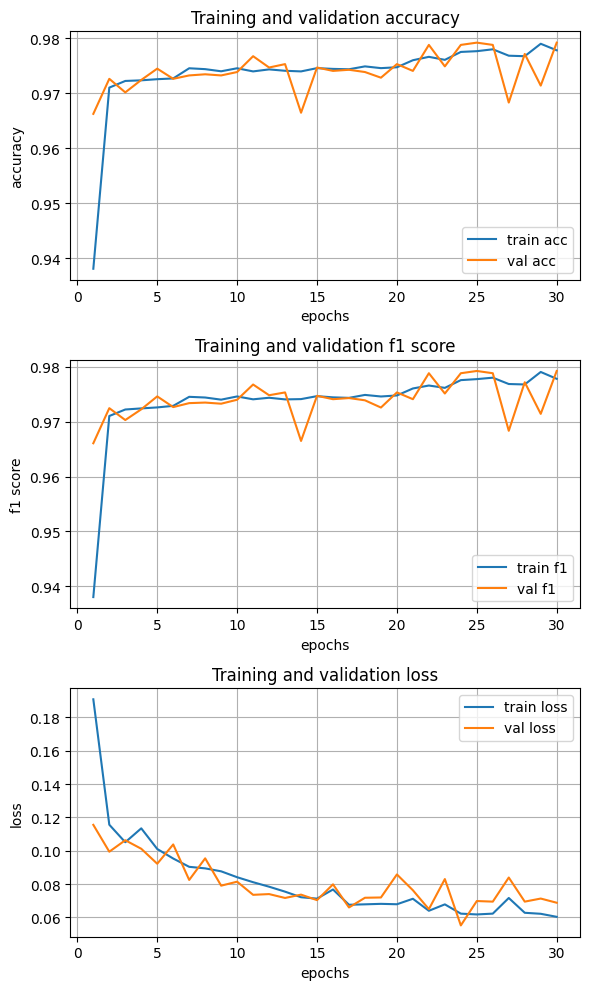 Training and validation accuracy
0.98
0.97
0.96
0.95
0.94
accuracy
train acc
val acc
0 5 10 15 20 25 30
epochs
Training and validation f1 score
0.98
0.97
0.96
0.95
0.94
f1 score
train f1
val f1
0 5 10 15 20 25 30
epochs
Training and validation loss
0.18
0.16
0.14
0.12
0.10
0.08
0.06
loss
train loss
val loss
0 5 10 15 20 25 30
epochs